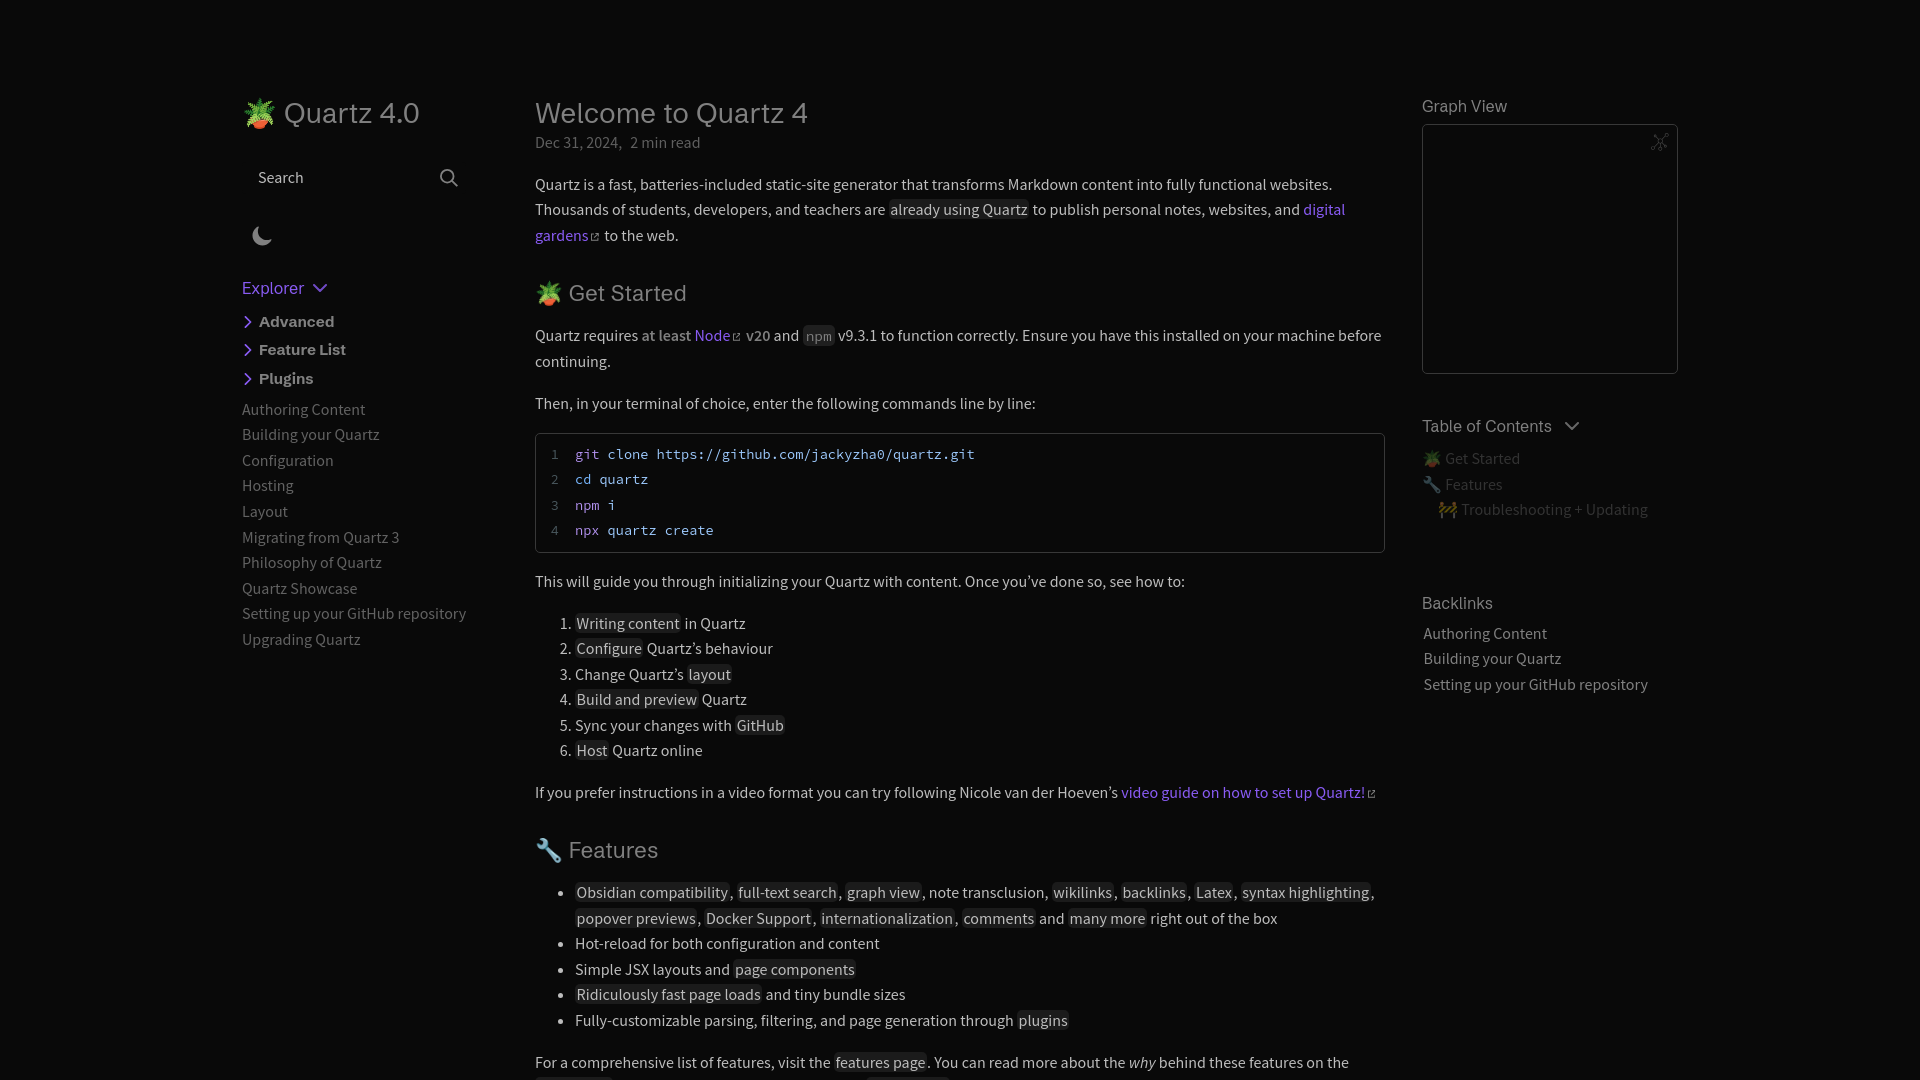 🪴 Quartz 4.0
Search
Explorer
Advanced
Feature List
Plugins
Authoring Content
Building your Quartz
Configuration
Hosting
Layout
Migrating from Quartz 3
Philosophy of Quartz
Quartz Showcase
Setting up your GitHub repository
Upgrading Quartz
Welcome to Quartz 4
Dec 31, 2024, 2 min read
Quartz is a fast, batteries-included static-site generator that transforms Markdown content into fully functional websites.
Thousands of students, developers, and teachers are already using Quartz to publish personal notes, websites, and digital
gardens to the web.
🪴 Get Started
Quartz requires at least Node v20 and npm v9.3.1 to function correctly. Ensure you have this installed on your machine before
continuing.
Then, in your terminal of choice, enter the following commands line by line:
1 git clone https://github.com/jackyzha0/quartz.git
2 cd quartz
3 npm i
4 npx quartz create
This will guide you through initializing your Quartz with content. Once you’ve done so, see how to:
1. Writing content in Quartz
2. Configure Quartz’s behaviour
3. Change Quartz’s layout
4. Build and preview Quartz
5. Sync your changes with GitHub
6. Host Quartz online
If you prefer instructions in a video format you can try following Nicole van der Hoeven’s video guide on how to set up Quartz!
🔧 Features
• Obsidian compatibility, full-text search, graph view, note transclusion, wikilinks, backlinks, Latex, syntax highlighting,
popover previews, Docker Support, internationalization, comments and many more right out of the box
• Hot-reload for both configuration and content
• Simple JSX layouts and page components
• Ridiculously fast page loads and tiny bundle sizes
• Fully-customizable parsing, filtering, and page generation through plugins
For a comprehensive list of features, visit the features page. You can read more about the why behind these features on the
Graph View
Table of Contents
🪴 Get Started
🔧 Features
🚧 Troubleshooting + Updating
Backlinks
Authoring Content
Building your Quartz
Setting up your GitHub repository